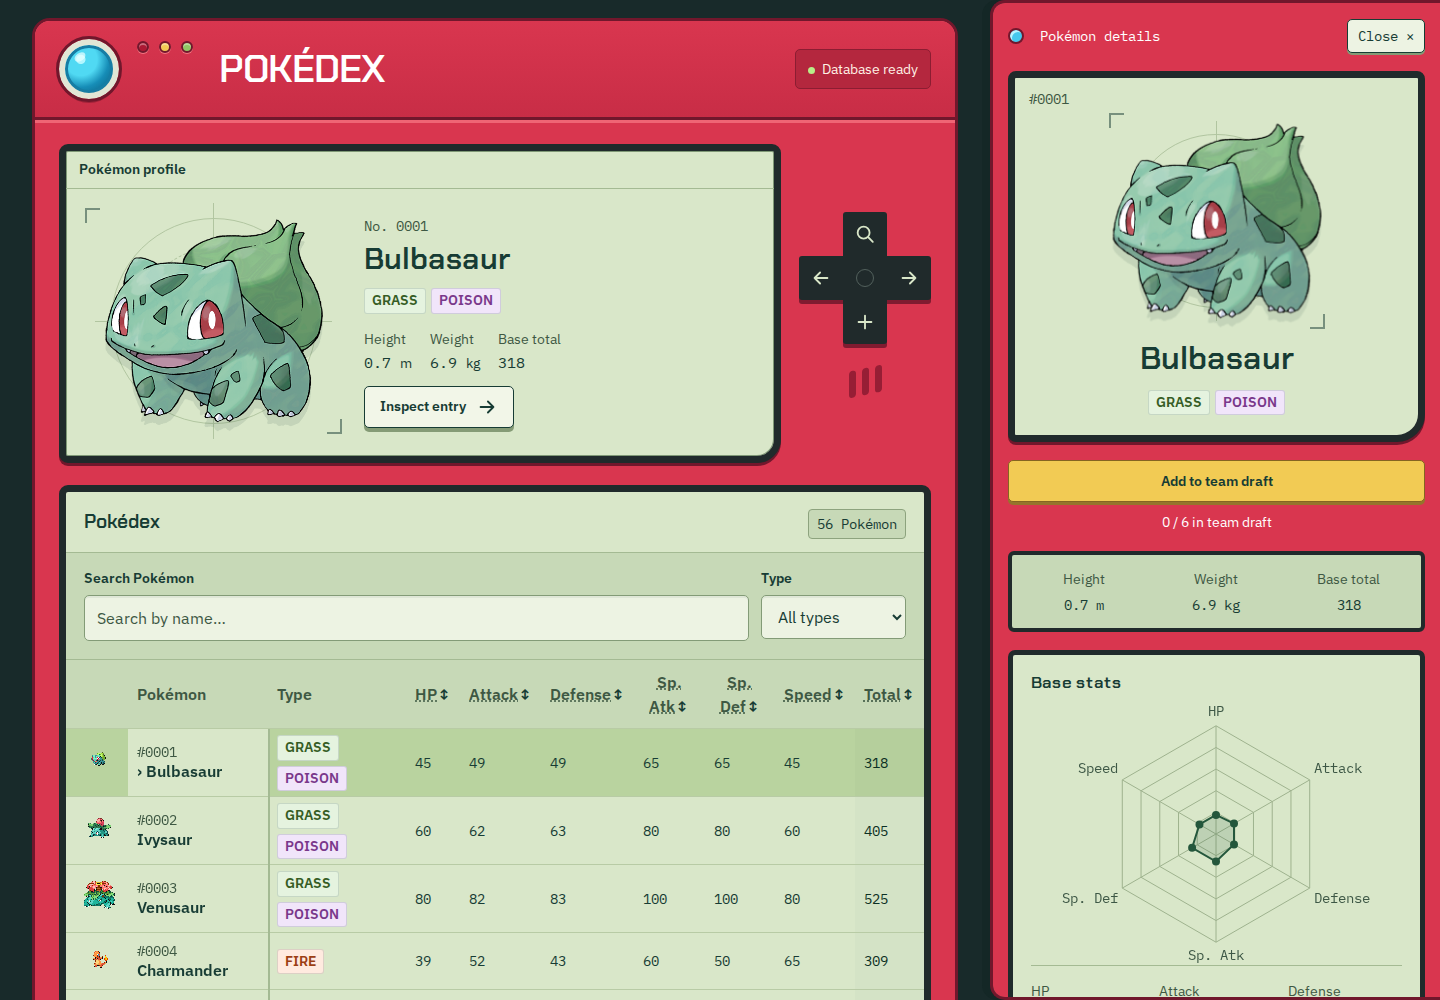 POKÉDEX
Database ready
Pokémon profile
No. 0001
Bulbasaur
GRASS POISON
Height Weight Base total
0.7 m 6.9 kg 318
Inspect entry →
Pokédex
56 Pokémon
Search Pokémon
Type
Search by name...
All types
Pokémon Type HP↕ Attack↕ Defense↕ Sp. Atk↕ Sp. Def↕ Speed↕ Total↕
#0001
› Bulbasaur
GRASS
POISON
45 49 49 65 65 45 318
#0002
Ivysaur
GRASS
POISON
60 62 63 80 80 60 405
#0003
Venusaur
GRASS
POISON
80 82 83 100 100 80 525
#0004
Charmander
FIRE
39 52 43 60 50 65 309
Pokémon details
Close ×
#0001
Bulbasaur
GRASS POISON
Add to team draft
0 / 6 in team draft
Height Weight Base total
0.7 m 6.9 kg 318
Base stats
HP
Speed
Attack
Sp. Def
Defense
Sp. Atk
HP Attack Defense